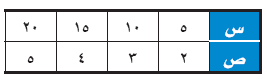 س ٥ ١٠ ١٥ ٢٠
ص ٢ ٣ ٤ ٥